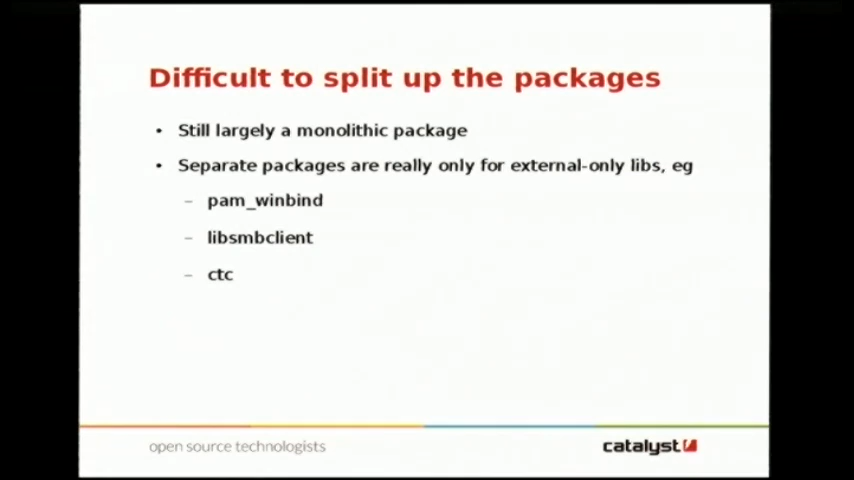 Difficult to split up the packages
• Still largely a monolithic package
• Separate packages are really only for external-only libs, eg
– pam_winbind
– libsmbclient
– ctc
open source technologists
catalyst